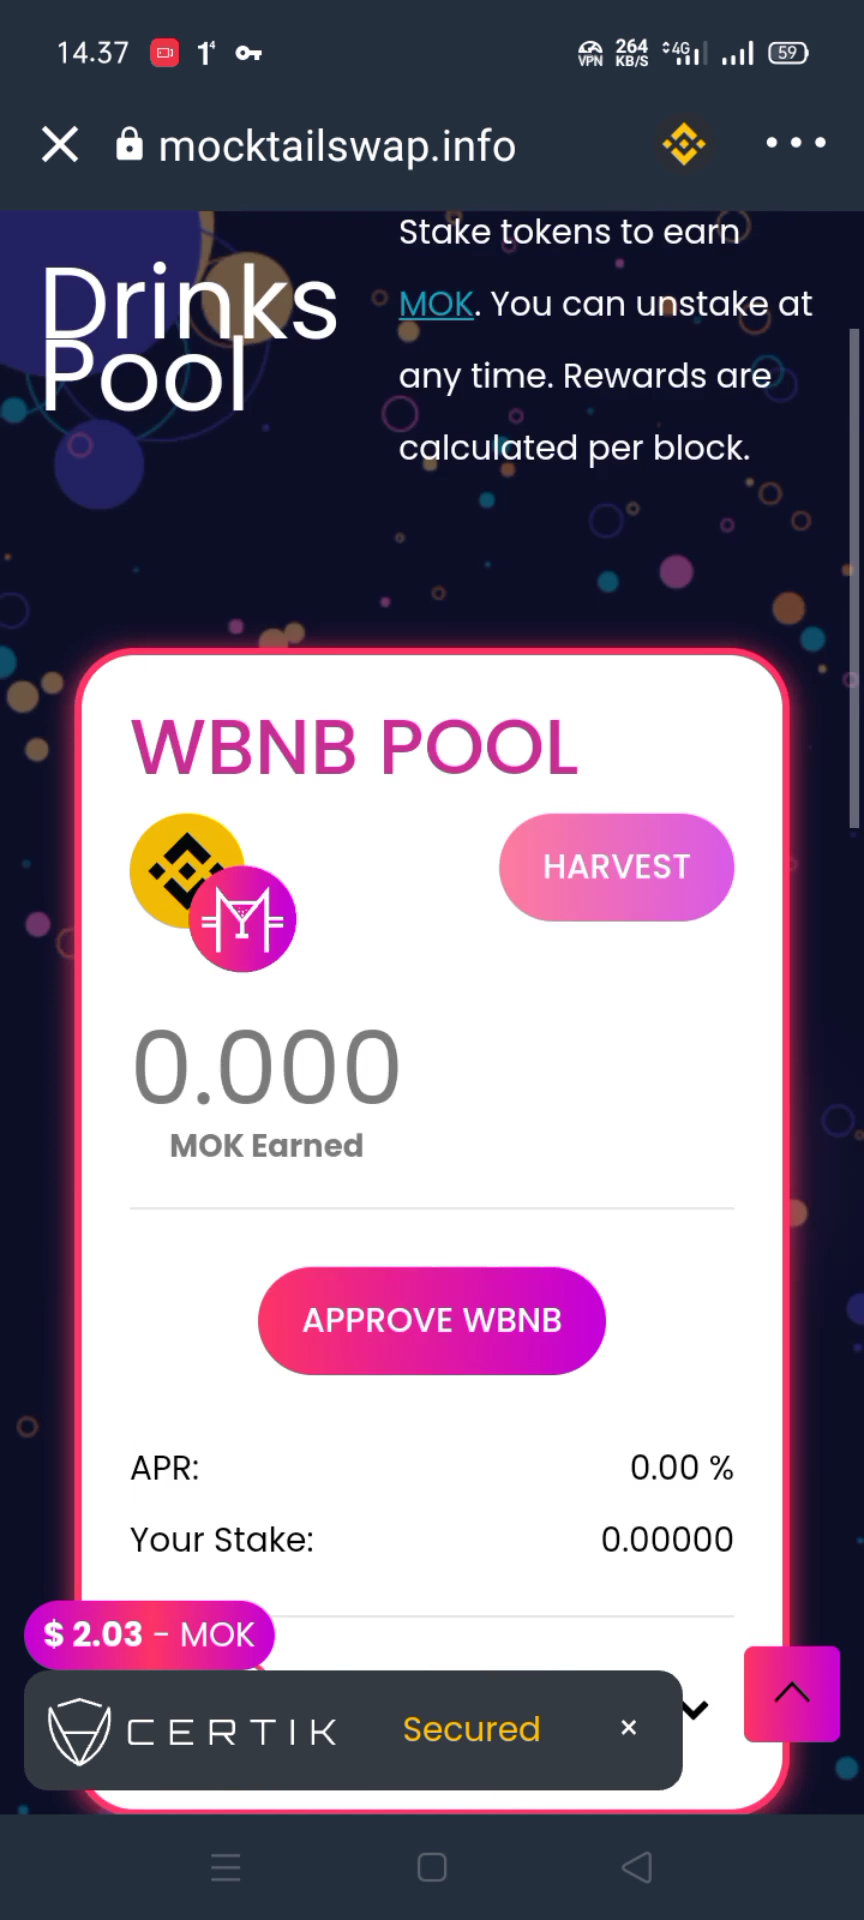 14.37 1⁴ VPN 264 KB/S 4G 59
mocktailswap.info
Drinks
Pool
Stake tokens to earn
MOK. You can unstake at
any time. Rewards are
calculated per block.
WBNB POOL
HARVEST
0.000
MOK Earned
APPROVE WBNB
APR: 0.00 %
Your Stake: 0.00000
$ 2.03 - MOK
CERTIK Secured ×